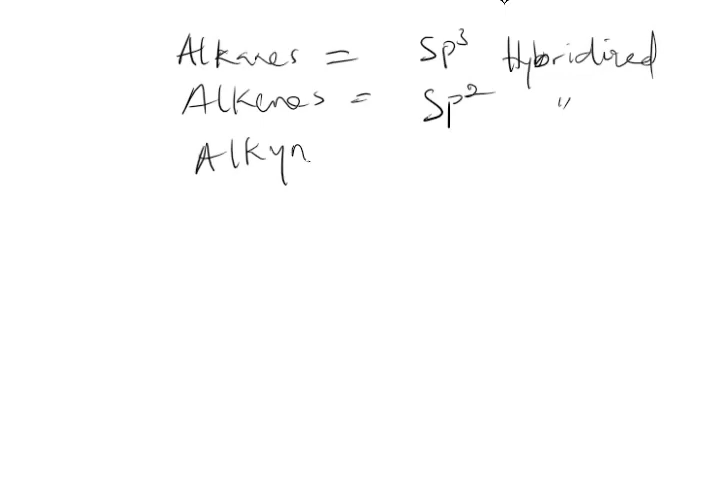 Alkanes = Sp³ Hybridized
Alkenes = Sp² "
Alkyn